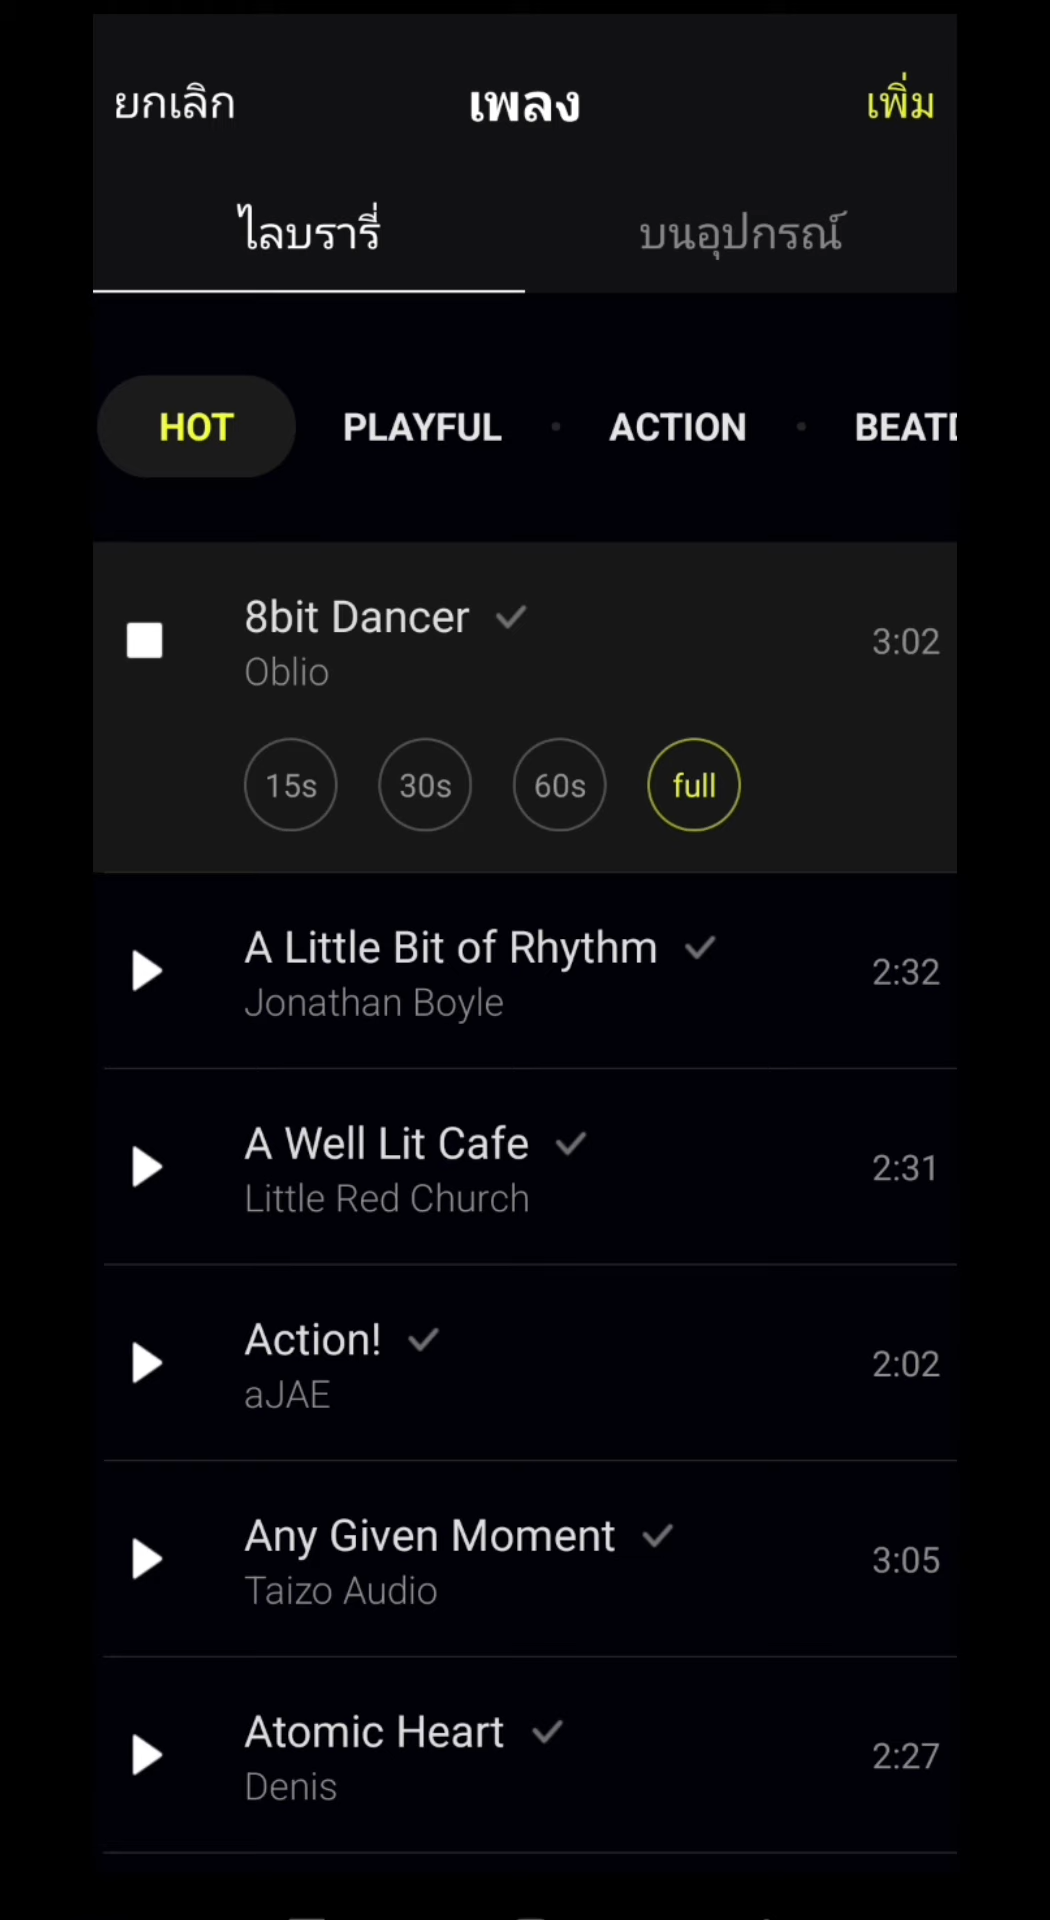 ยกเลิก เพลง เพิ่ม
ไลบรารี่ บนอุปกรณ์
HOT PLAYFUL · ACTION ·
8bit Dancer
3:02
Oblio
15s 30s 60s full
A Little Bit of Rhythm
2:32
Jonathan Boyle
A Well Lit Cafe
2:31
Little Red Church
Action!
2:02
aJAE
Any Given Moment
3:05
Taizo Audio
Atomic Heart
2:27
Denis